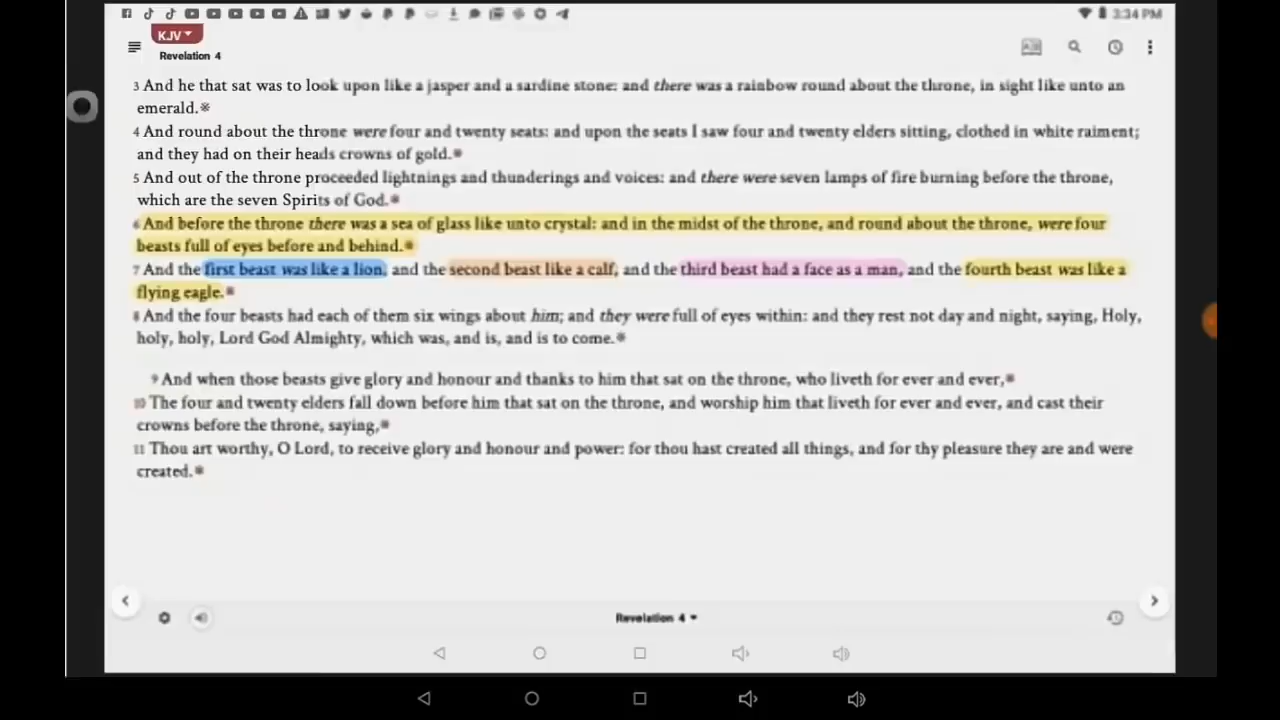 3:34 PM
KJV
Revelation 4
3 And he that sat was to look upon like a jasper and a sardine stone: and there was a rainbow round about the throne, in sight like unto an
emerald.※
4 And round about the throne were four and twenty seats: and upon the seats I saw four and twenty elders sitting, clothed in white raiment;
and they had on their heads crowns of gold.※
5 And out of the throne proceeded lightnings and thunderings and voices: and there were seven lamps of fire burning before the throne,
which are the seven Spirits of God.※
6 And before the throne there was a sea of glass like unto crystal: and in the midst of the throne, and round about the throne, were four
beasts full of eyes before and behind.※
7 And the first beast was like a lion, and the second beast like a calf, and the third beast had a face as a man, and the fourth beast was like a
flying eagle.※
8 And the four beasts had each of them six wings about him; and they were full of eyes within: and they rest not day and night, saying, Holy,
holy, holy, Lord God Almighty, which was, and is, and is to come.※
9 And when those beasts give glory and honour and thanks to him that sat on the throne, who liveth for ever and ever,※
10 The four and twenty elders fall down before him that sat on the throne, and worship him that liveth for ever and ever, and cast their
crowns before the throne, saying,※
11 Thou art worthy, O Lord, to receive glory and honour and power: for thou hast created all things, and for thy pleasure they are and were
created.※
Revelation 4